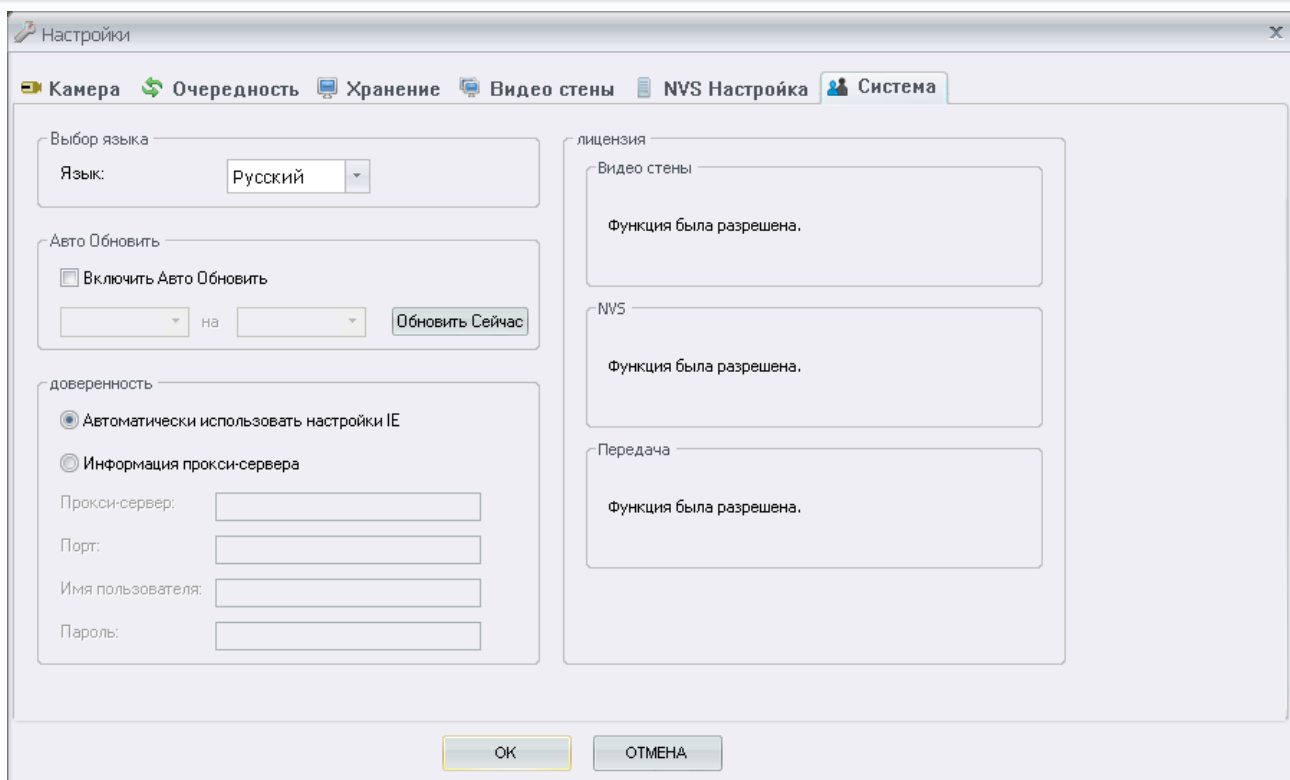 Настройки
Камера Очередность Хранение Видео стены NVS Настройка Система
Выбор языка
Язык: Русский
Авто Обновить
Включить Авто Обновить
на Обновить Сейчас
доверенность
Автоматически использовать настройки IE
Информация прокси-сервера
Прокси-сервер:
Порт:
Имя пользователя:
Пароль:
лицензия
Видео стены
Функция была разрешена.
NVS
Функция была разрешена.
Передача
Функция была разрешена.
OK ОТМЕНА